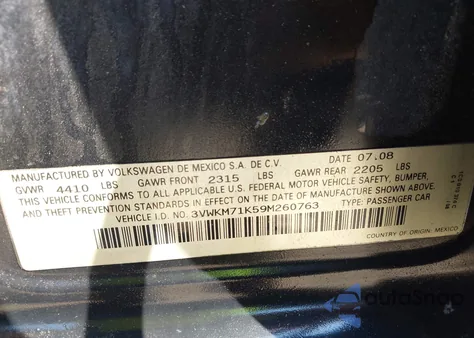 MANUFACTURED BY VOLKSWAGEN DE MEXICO S.A. DE C.V. DATE 07.08
GVWR 4410 LBS GAWR FRONT 2315 LBS GAWR REAR 2205 LBS
THIS VEHICLE CONFORMS TO ALL APPLICABLE U.S. FEDERAL MOTOR VEHICLE SAFETY, BUMPER,
AND THEFT PREVENTION STANDARDS IN EFFECT ON THE DATE OF MANUFACTURE SHOWN ABOVE.
VEHICLE I.D. NO. 3VWKM71K59M260763 TYPE: PASSENGER CAR
COUNTRY OF ORIGIN: MEXICO
autoSnap